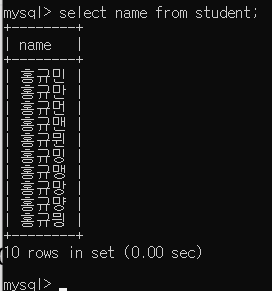 mysql> select name from student;
+--------+
| name   |
+--------+
| 홍규민 |
| 홍규만 |
| 홍규먼 |
| 홍규맨 |
| 홍규뮌 |
| 홍규밍 |
| 홍규맹 |
| 홍규망 |
| 홍규먕 |
| 홍규믱 |
+--------+
10 rows in set (0.00 sec)
mysql>